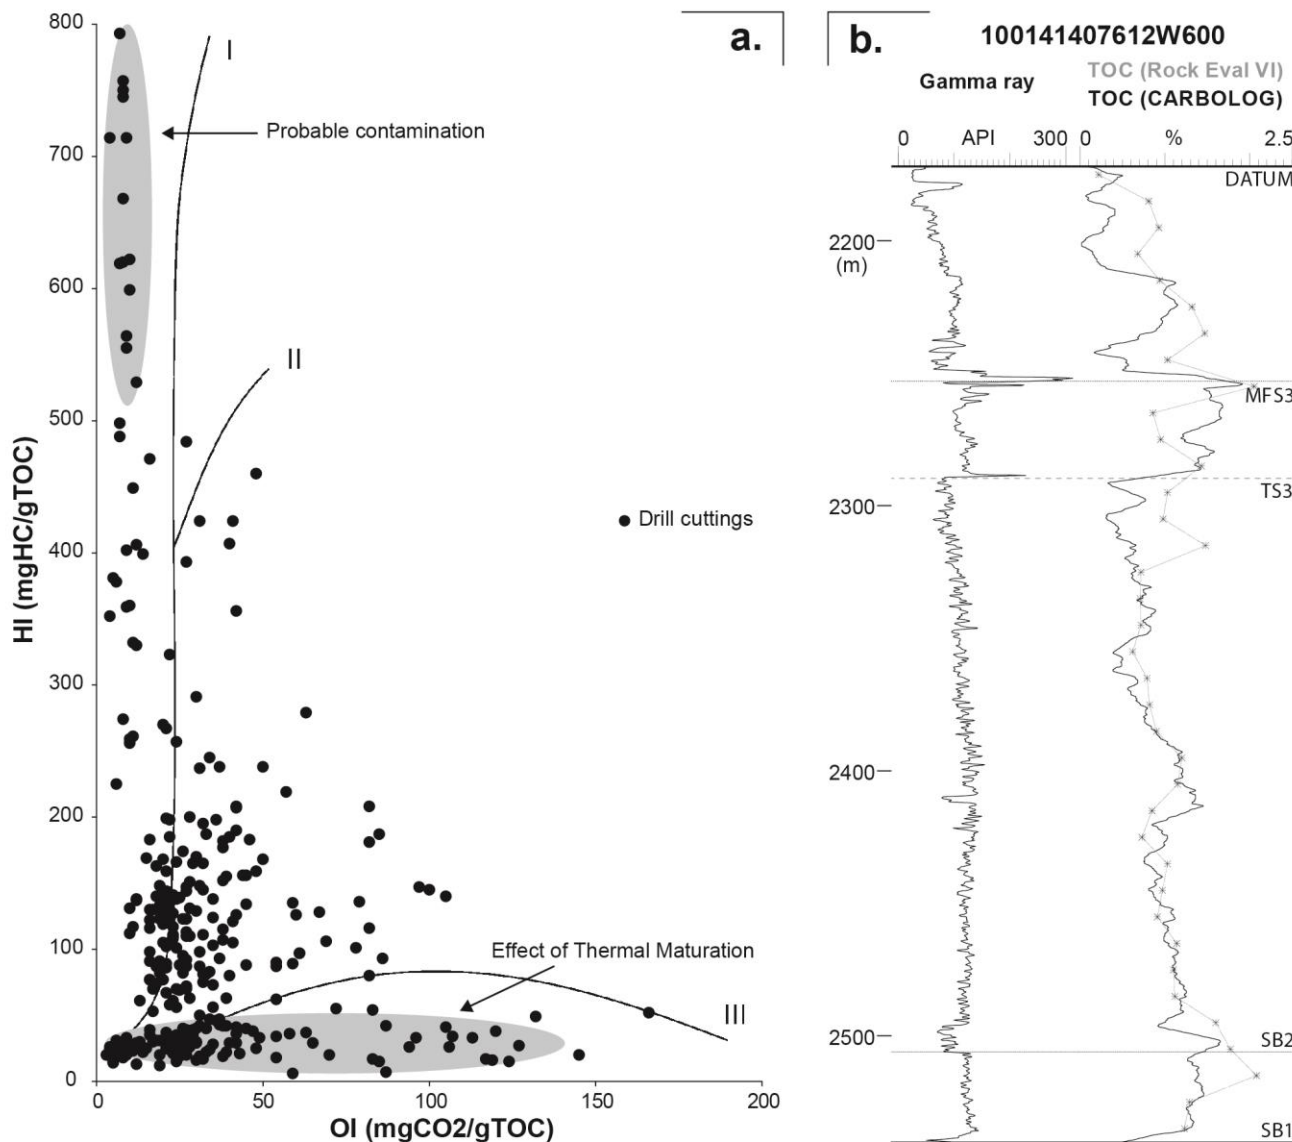 a.
800
700
600
500
400
300
200
100
0
HI (mgHC/gTOC)
I
Probable contamination
II
Drill cuttings
Effect of Thermal Maturation
III
0
50
100
150
200
OI (mgCO2/gTOC)
b.
100141407612W600
Gamma ray
TOC (Rock Eval VI)
TOC (CARBOLOG)
0 API 300
0 % 2.5
DATUM
2200
(m)
MFS3
TS3
2300
2400
2500
SB2
SB1